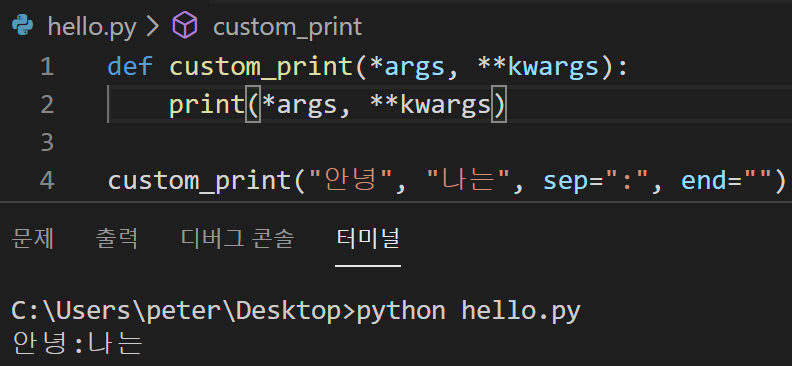 hello.py > custom_print
1 def custom_print(*args, **kwargs):
2 print(*args, **kwargs)
3
4 custom_print("안녕", "나는", sep=":", end="")
문제 출력 디버그 콘솔 터미널
C:\Users\peter\Desktop>python hello.py
안녕:나는